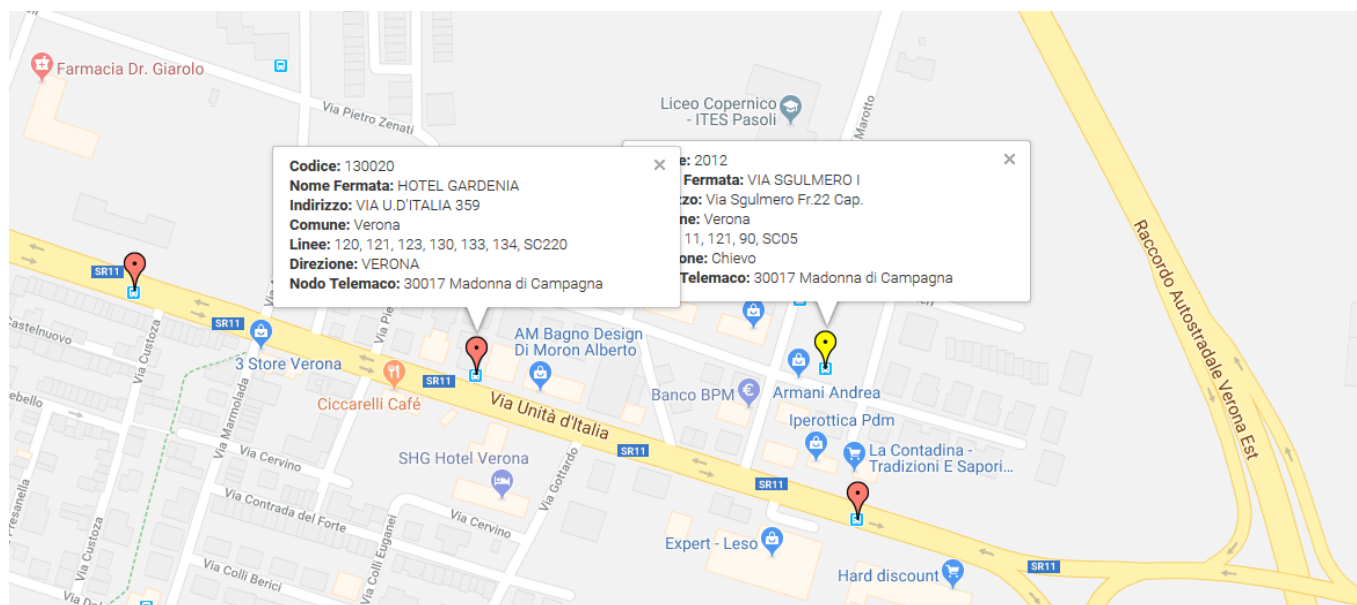 Farmacia Dr. Giarolo
Via Pietro Zenati
Liceo Copernico
- ITES Pasoli
Marotto
Codice: 130020
Nome Fermata: HOTEL GARDENIA
Indirizzo: VIA U.D'ITALIA 359
Comune: Verona
Linee: 120, 121, 123, 130, 133, 134, SC220
Direzione: VERONA
Nodo Telemaco: 30017 Madonna di Campagna
e: 2012
Fermata: VIA SGULMERO I
zo: Via Sgulmero Fr.22 Cap.
ne: Verona
11, 121, 90, SC05
one: Chievo
Telemaco: 30017 Madonna di Campagna
Raccordo Autostradale Verona Est
SR11
SR11
SR11
SR11
SR11
SR11
Castelnuovo
Via Custoza
3 Store Verona
Via Pie
AM Bagno Design
Di Moron Alberto
Ciccarelli Café
Via Unità d'Italia
Banco BPM
Armani Andrea
Iperottica Pdm
La Contadina -
Tradizioni E Sapori...
ebello
Via Marmolada
Via Cervino
SHG Hotel Verona
Via Gottardo
Presanella
Via Custoza
Via Contrada del Forte
Via Cervino
Via Colli Euganei
Via Colli Berici
Expert - Leso
Hard discount